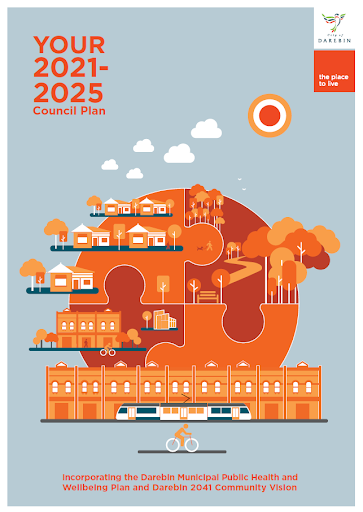 YOUR
2021-
2025
Council Plan
City of
DAREBIN
the place
to live
Incorporating the Darebin Municipal Public Health and
Wellbeing Plan and Darebin 2041 Community Vision